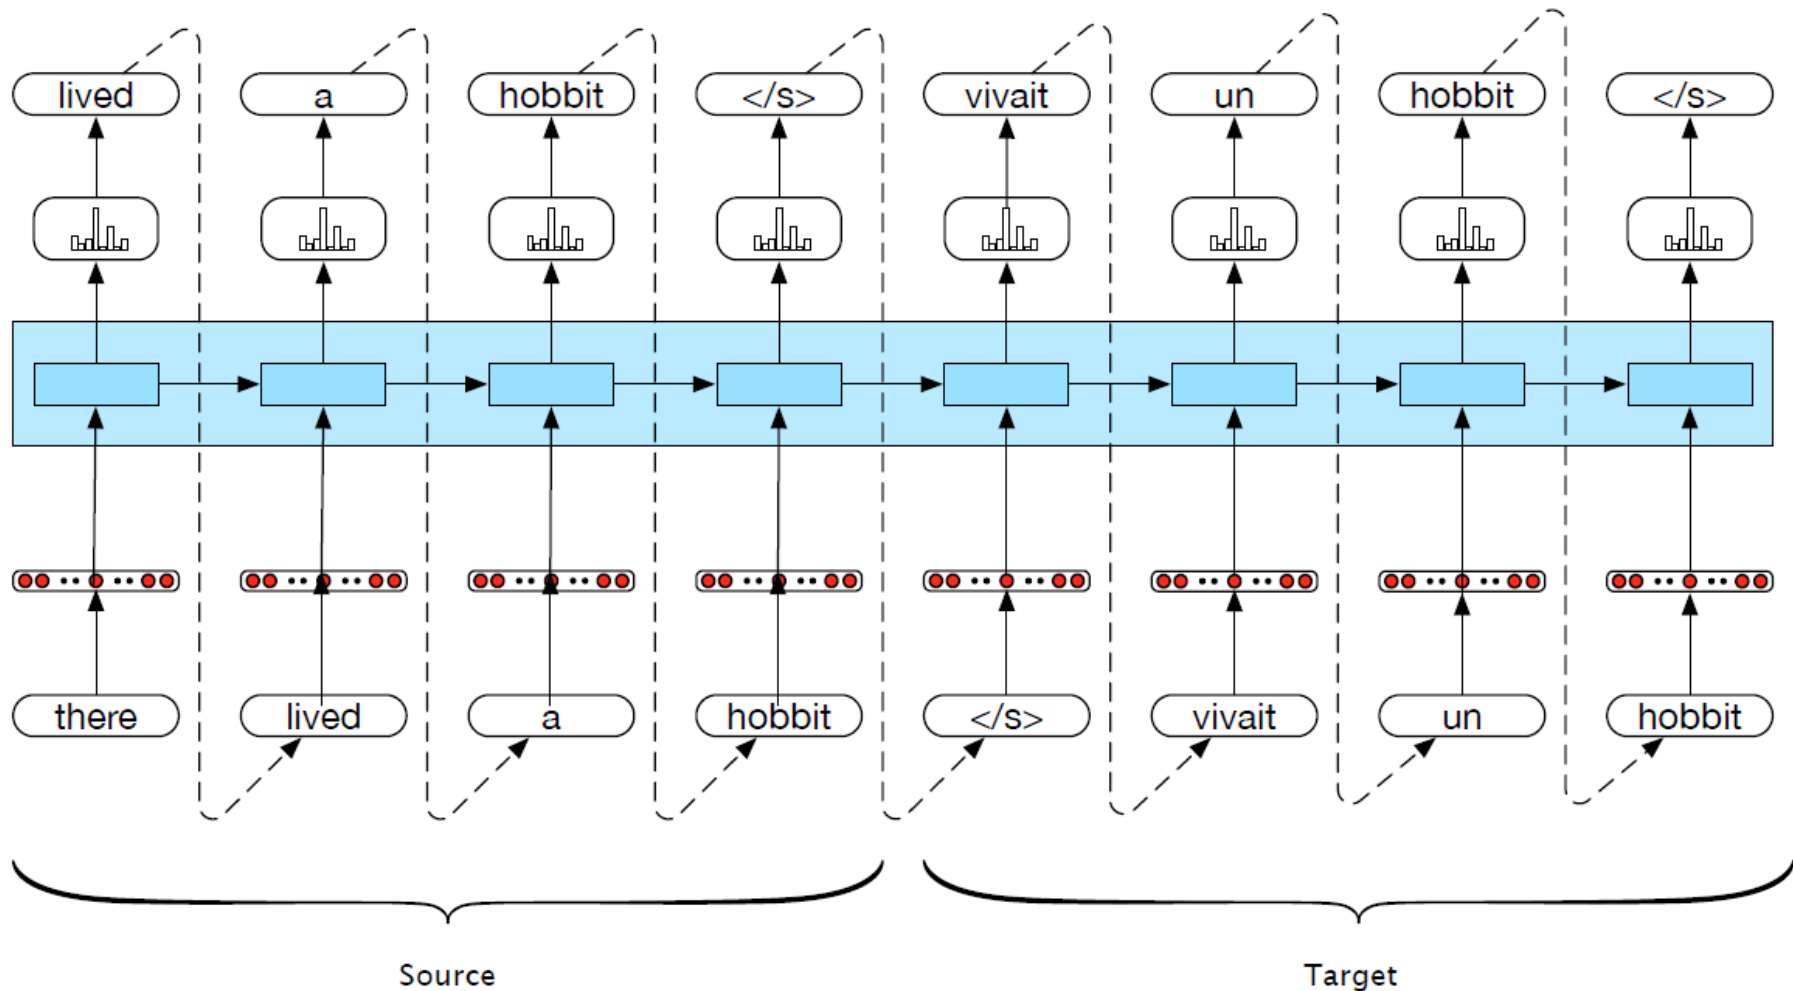 lived a hobbit </s> vivait un hobbit </s>
there lived a hobbit </s> vivait un hobbit
Source Target